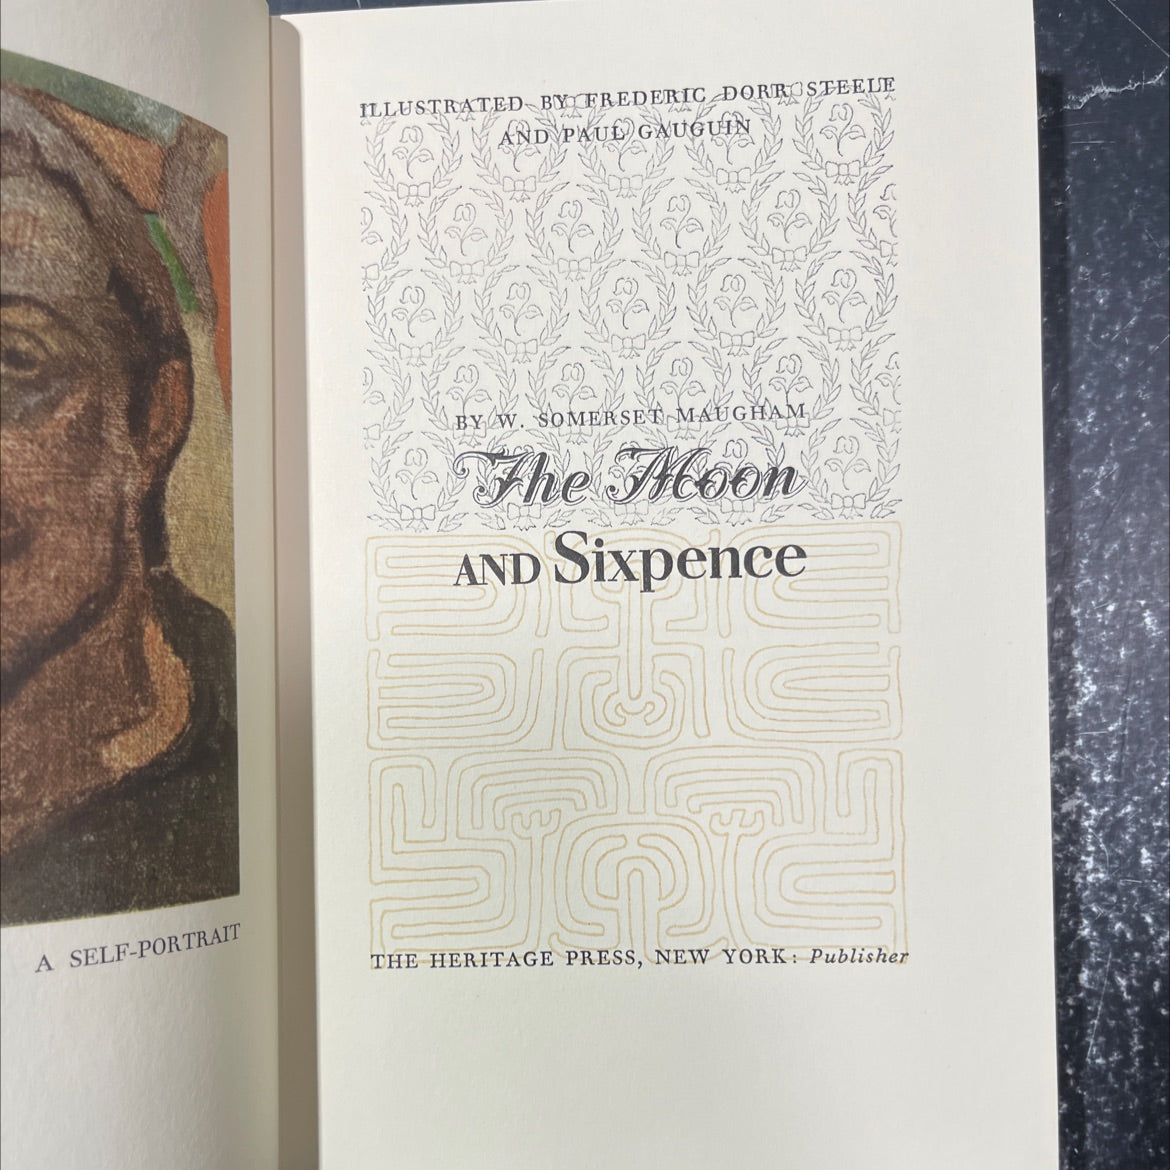 A SELF-PORTRAIT
ILLUSTRATED BY FREDERIC DORR STEELE
AND PAUL GAUGUIN
BY W. SOMERSET MAUGHAM
The Moon
AND Sixpence
THE HERITAGE PRESS, NEW YORK: Publisher